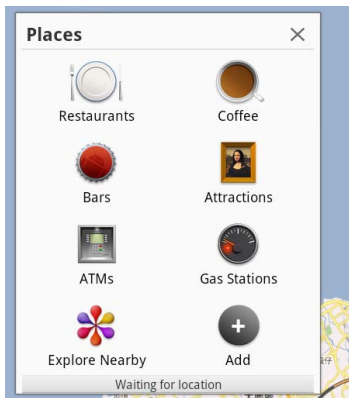 Places
Restaurants
Coffee
Bars
Attractions
ATMs
Gas Stations
Explore Nearby
Add
Waiting for location